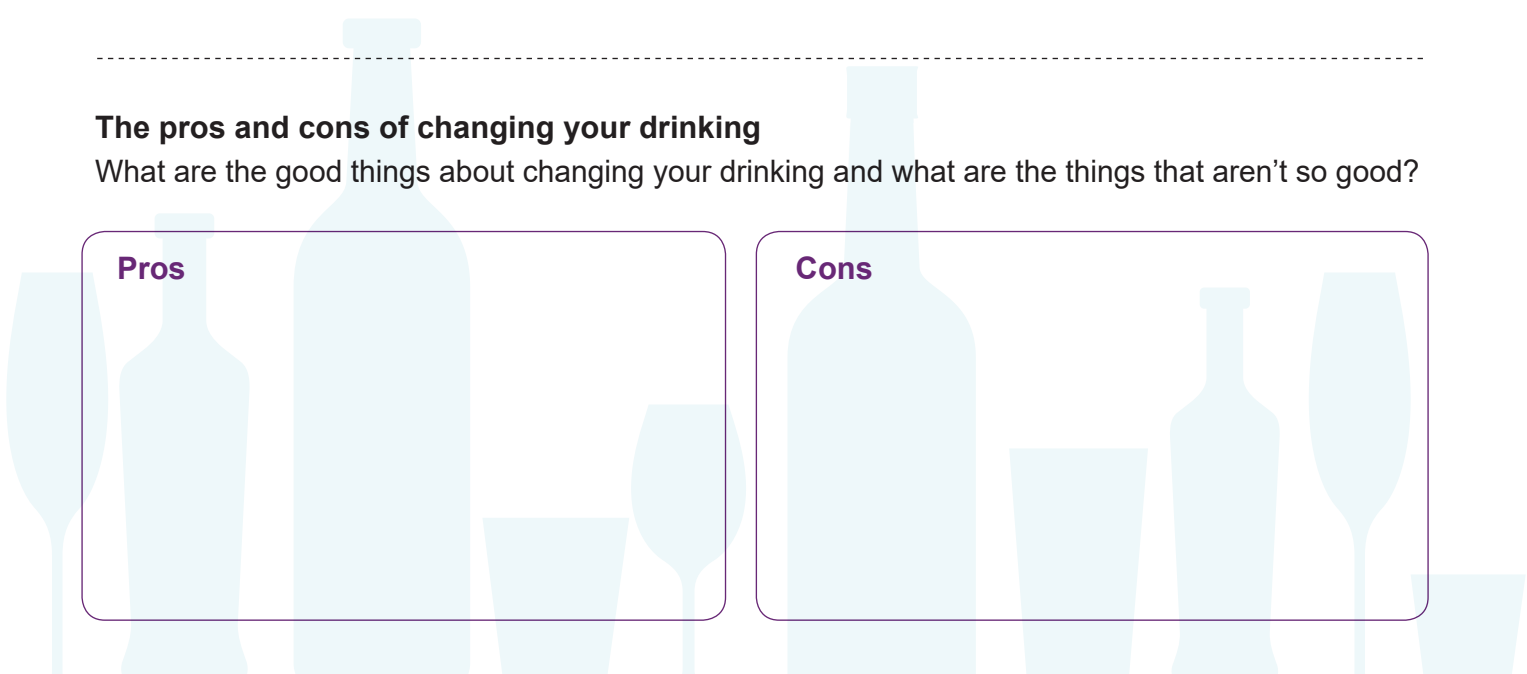 The pros and cons of changing your drinking
What are the good things about changing your drinking and what are the things that aren’t so good?
Pros
Cons